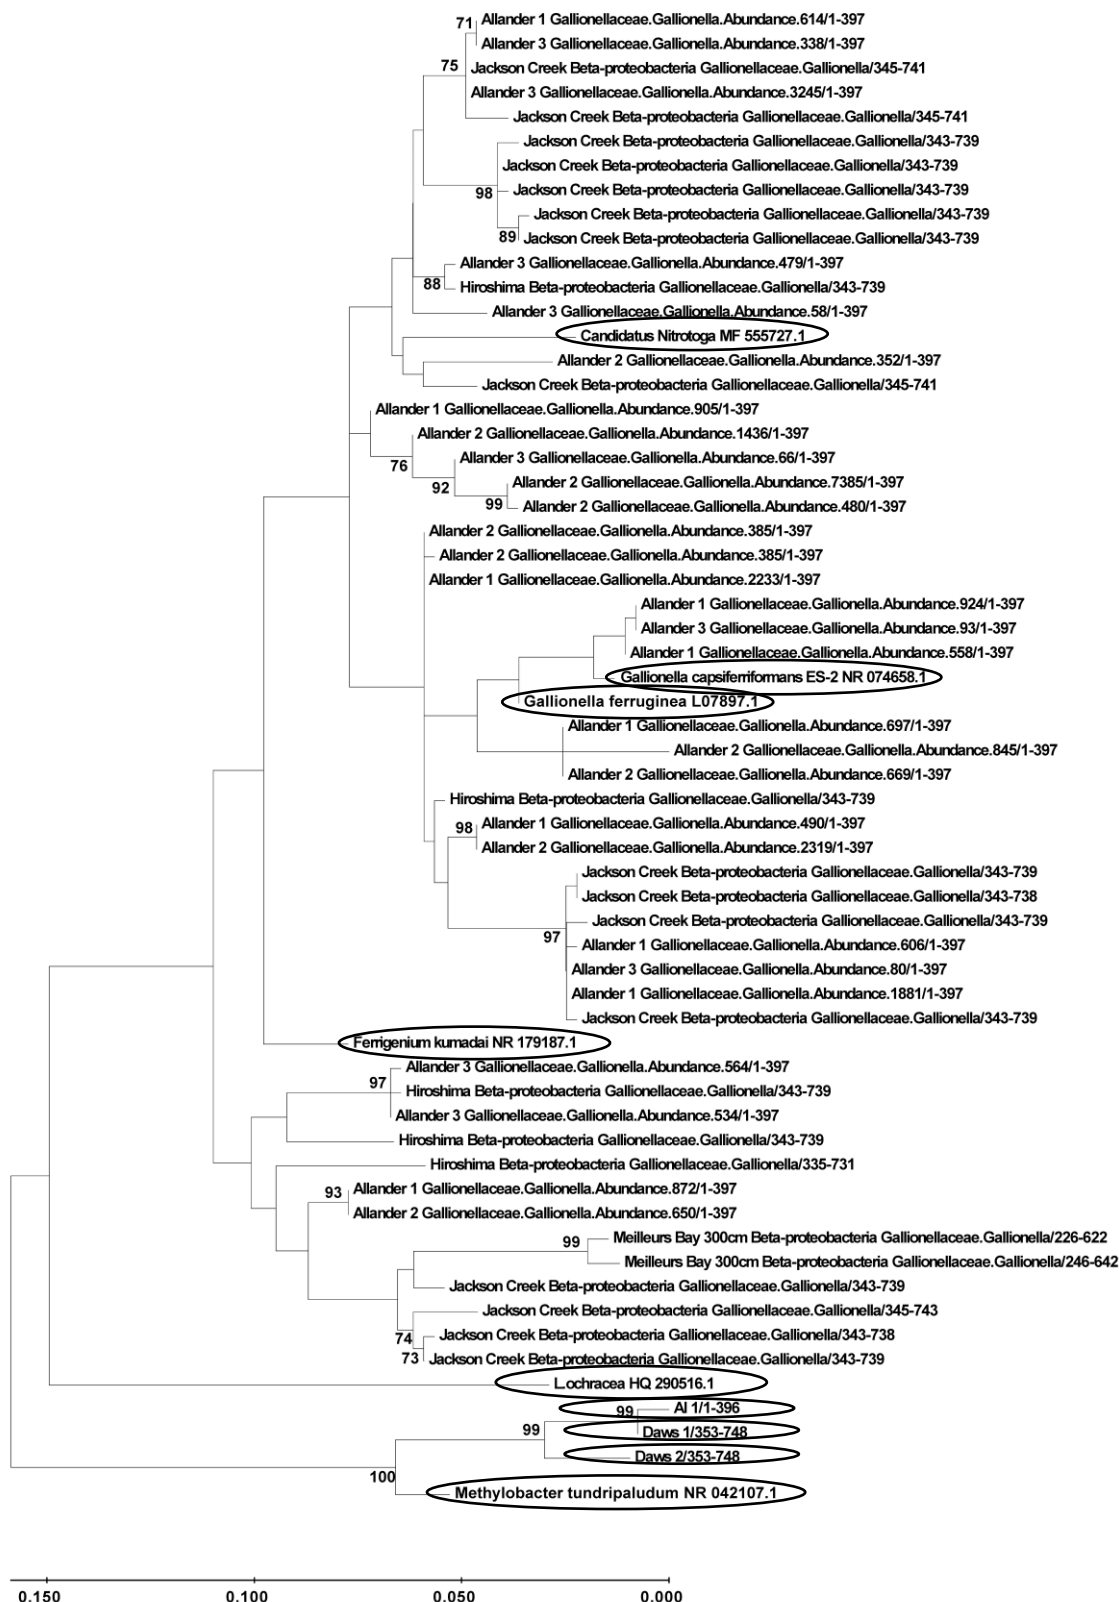 Allander 1 Gallionellaceae.Gallionella.Abundance.614/1-397
71
Allander 3 Gallionellaceae.Gallionella.Abundance.338/1-397
75
Jackson Creek Beta-proteobacteria Gallionellaceae.Gallionella/345-741
Allander 3 Gallionellaceae.Gallionella.Abundance.3245/1-397
Jackson Creek Beta-proteobacteria Gallionellaceae.Gallionella/345-741
Jackson Creek Beta-proteobacteria Gallionellaceae.Gallionella/343-739
Jackson Creek Beta-proteobacteria Gallionellaceae.Gallionella/343-739
98
Jackson Creek Beta-proteobacteria Gallionellaceae.Gallionella/343-739
Jackson Creek Beta-proteobacteria Gallionellaceae.Gallionella/343-739
89
Jackson Creek Beta-proteobacteria Gallionellaceae.Gallionella/343-739
Allander 3 Gallionellaceae.Gallionella.Abundance.479/1-397
88
Hiroshima Beta-proteobacteria Gallionellaceae.Gallionella/343-739
Allander 3 Gallionellaceae.Gallionella.Abundance.58/1-397
Candidatus Nitrotoga MF 555727.1
Allander 2 Gallionellaceae.Gallionella.Abundance.352/1-397
Jackson Creek Beta-proteobacteria Gallionellaceae.Gallionella/345-741
Allander 1 Gallionellaceae.Gallionella.Abundance.905/1-397
Allander 2 Gallionellaceae.Gallionella.Abundance.1436/1-397
76
Allander 3 Gallionellaceae.Gallionella.Abundance.66/1-397
92
Allander 2 Gallionellaceae.Gallionella.Abundance.7385/1-397
99
Allander 2 Gallionellaceae.Gallionella.Abundance.480/1-397
Allander 2 Gallionellaceae.Gallionella.Abundance.385/1-397
Allander 2 Gallionellaceae.Gallionella.Abundance.385/1-397
Allander 1 Gallionellaceae.Gallionella.Abundance.2233/1-397
Allander 1 Gallionellaceae.Gallionella.Abundance.924/1-397
Allander 3 Gallionellaceae.Gallionella.Abundance.93/1-397
Allander 1 Gallionellaceae.Gallionella.Abundance.558/1-397
Gallionella capsiferriformans ES-2 NR 074658.1
Gallionella ferruginea L07897.1
Allander 1 Gallionellaceae.Gallionella.Abundance.697/1-397
Allander 2 Gallionellaceae.Gallionella.Abundance.845/1-397
Allander 2 Gallionellaceae.Gallionella.Abundance.669/1-397
Hiroshima Beta-proteobacteria Gallionellaceae.Gallionella/343-739
98
Allander 1 Gallionellaceae.Gallionella.Abundance.490/1-397
Allander 2 Gallionellaceae.Gallionella.Abundance.2319/1-397
Jackson Creek Beta-proteobacteria Gallionellaceae.Gallionella/343-739
Jackson Creek Beta-proteobacteria Gallionellaceae.Gallionella/343-738
Jackson Creek Beta-proteobacteria Gallionellaceae.Gallionella/343-739
97
Allander 1 Gallionellaceae.Gallionella.Abundance.606/1-397
Allander 3 Gallionellaceae.Gallionella.Abundance.80/1-397
Allander 1 Gallionellaceae.Gallionella.Abundance.1881/1-397
Jackson Creek Beta-proteobacteria Gallionellaceae.Gallionella/343-739
Ferrigenium kumadai NR 179187.1
Allander 3 Gallionellaceae.Gallionella.Abundance.564/1-397
97
Hiroshima Beta-proteobacteria Gallionellaceae.Gallionella/343-739
Allander 3 Gallionellaceae.Gallionella.Abundance.534/1-397
Hiroshima Beta-proteobacteria Gallionellaceae.Gallionella/343-739
Hiroshima Beta-proteobacteria Gallionellaceae.Gallionella/335-731
93
Allander 1 Gallionellaceae.Gallionella.Abundance.872/1-397
Allander 2 Gallionellaceae.Gallionella.Abundance.650/1-397
Meilleurs Bay 300cm Beta-proteobacteria Gallionellaceae.Gallionella/226-622
99
Meilleurs Bay 300cm Beta-proteobacteria Gallionellaceae.Gallionella/246-642
Jackson Creek Beta-proteobacteria Gallionellaceae.Gallionella/343-739
Jackson Creek Beta-proteobacteria Gallionellaceae.Gallionella/345-743
74
Jackson Creek Beta-proteobacteria Gallionellaceae.Gallionella/343-738
73
Jackson Creek Beta-proteobacteria Gallionellaceae.Gallionella/343-739
L.ochracea HQ 290516.1
99
Al 1/1-396
99
Daws 1/353-748
Daws 2/353-748
100
Methylobacter tundripaludum NR 042107.1
0.150 0.100 0.050 0.000